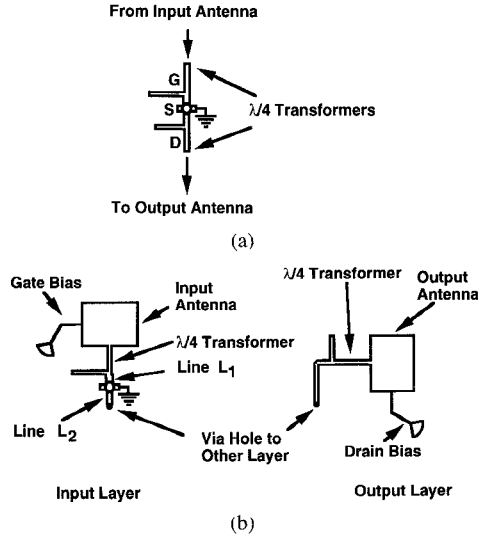 From Input Antenna
G
S
λ/4 Transformers
D
To Output Antenna
(a)
Gate Bias
Input
Antenna
λ/4 Transformer
Line L1
Line L2
Via Hole to
Other Layer
Input Layer
λ/4 Transformer
Output
Antenna
Drain Bias
Output Layer
(b)